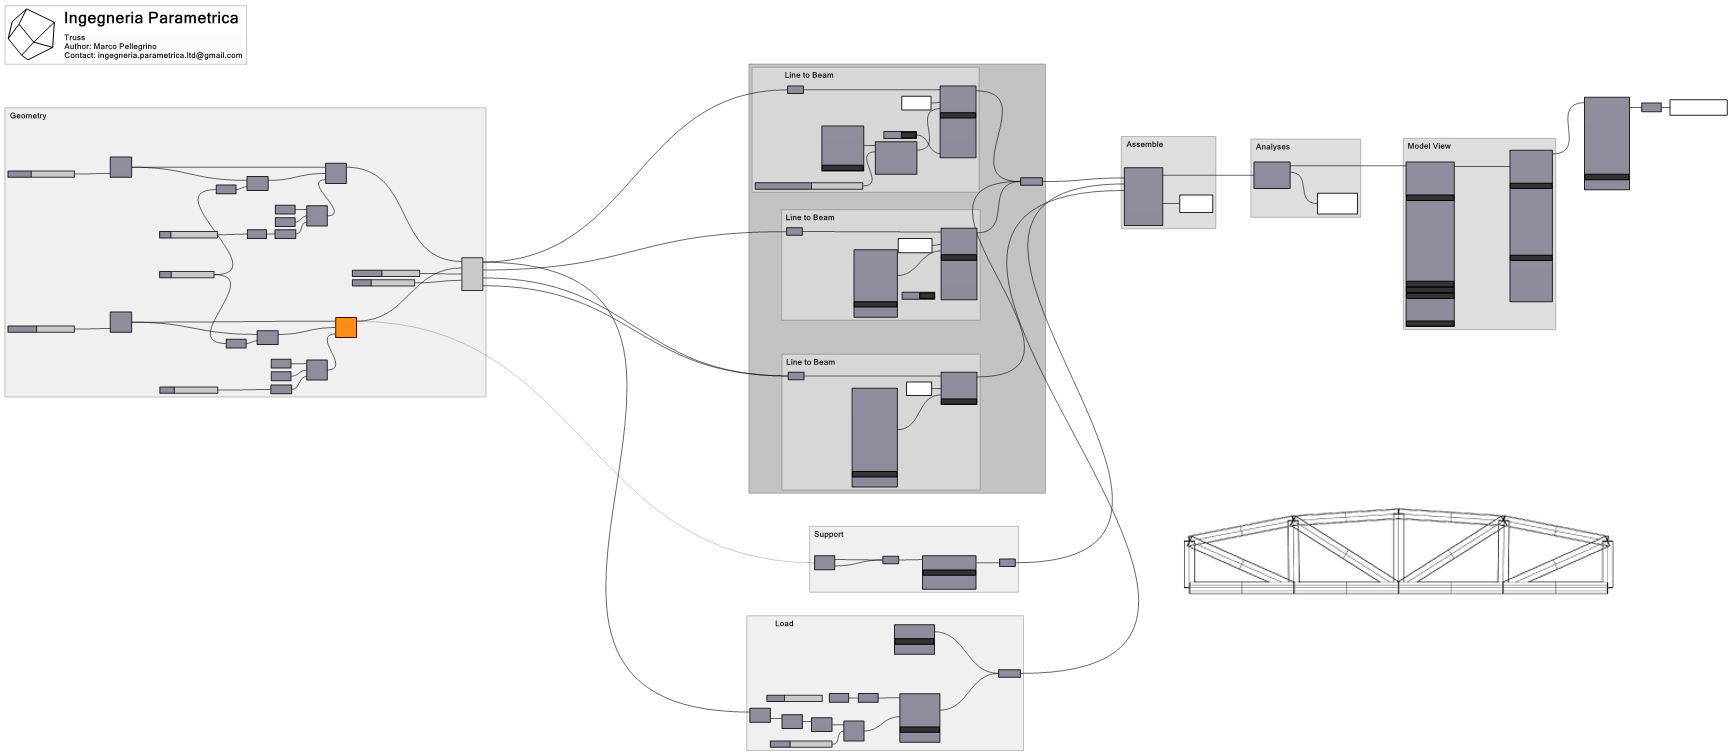 Ingegneria Parametrica
Truss
Author: Marco Pellegrino
Contact: ingegneria.parametrica.ltd@gmail.com
Geometry
Line to Beam
Line to Beam
Line to Beam
Support
Load
Assemble
Analyses
Model View